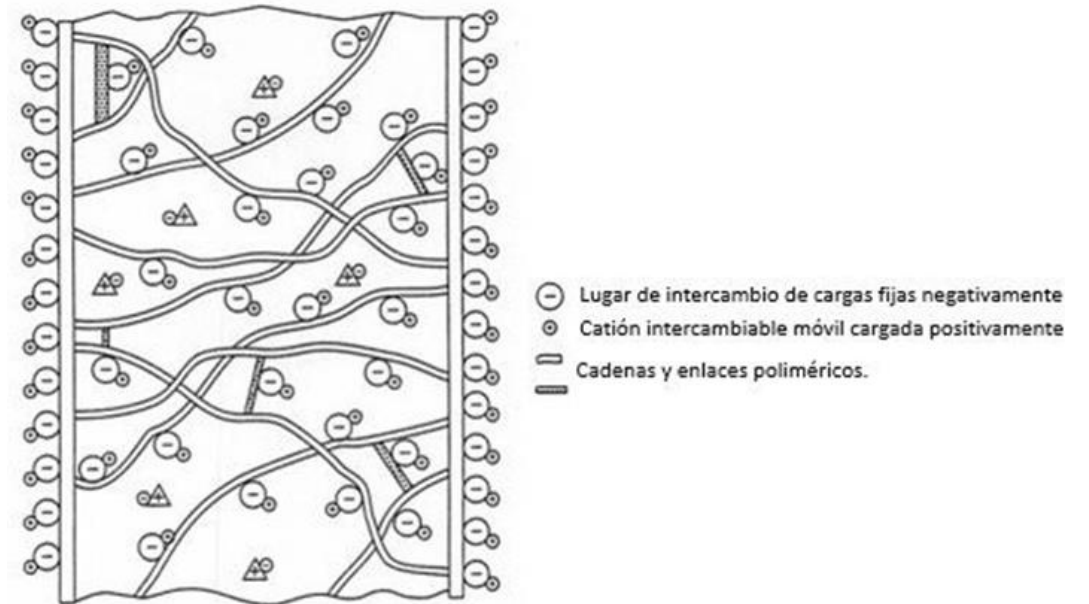 Lugar de intercambio de cargas fijas negativamente
Catión intercambiable móvil cargada positivamente
Cadenas y enlaces poliméricos.